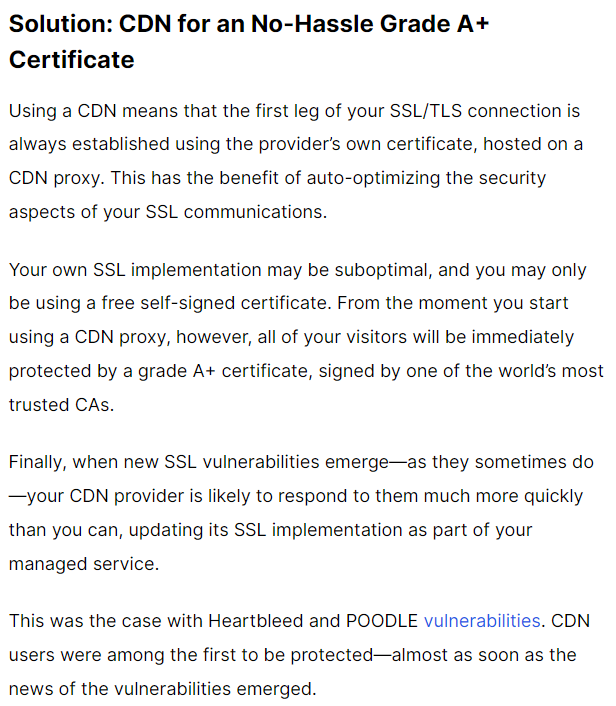 Solution: CDN for an No-Hassle Grade A+
Certificate
Using a CDN means that the first leg of your SSL/TLS connection is
always established using the provider’s own certificate, hosted on a
CDN proxy. This has the benefit of auto-optimizing the security
aspects of your SSL communications.
Your own SSL implementation may be suboptimal, and you may only
be using a free self-signed certificate. From the moment you start
using a CDN proxy, however, all of your visitors will be immediately
protected by a grade A+ certificate, signed by one of the world’s most
trusted CAs.
Finally, when new SSL vulnerabilities emerge—as they sometimes do
—your CDN provider is likely to respond to them much more quickly
than you can, updating its SSL implementation as part of your
managed service.
This was the case with Heartbleed and POODLE vulnerabilities. CDN
users were among the first to be protected—almost as soon as the
news of the vulnerabilities emerged.